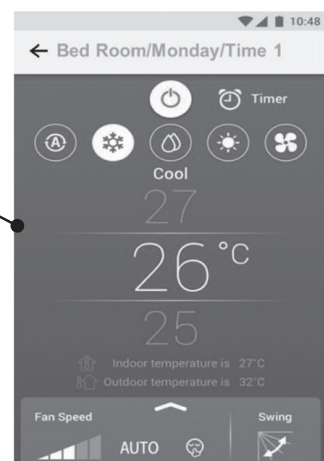 10:48
Bed Room/Monday/Time 1
Timer
A
Cool
27
26°C
25
Indoor temperature is 27°C
Outdoor temperature is 32°C
Fan Speed
Swing
AUTO